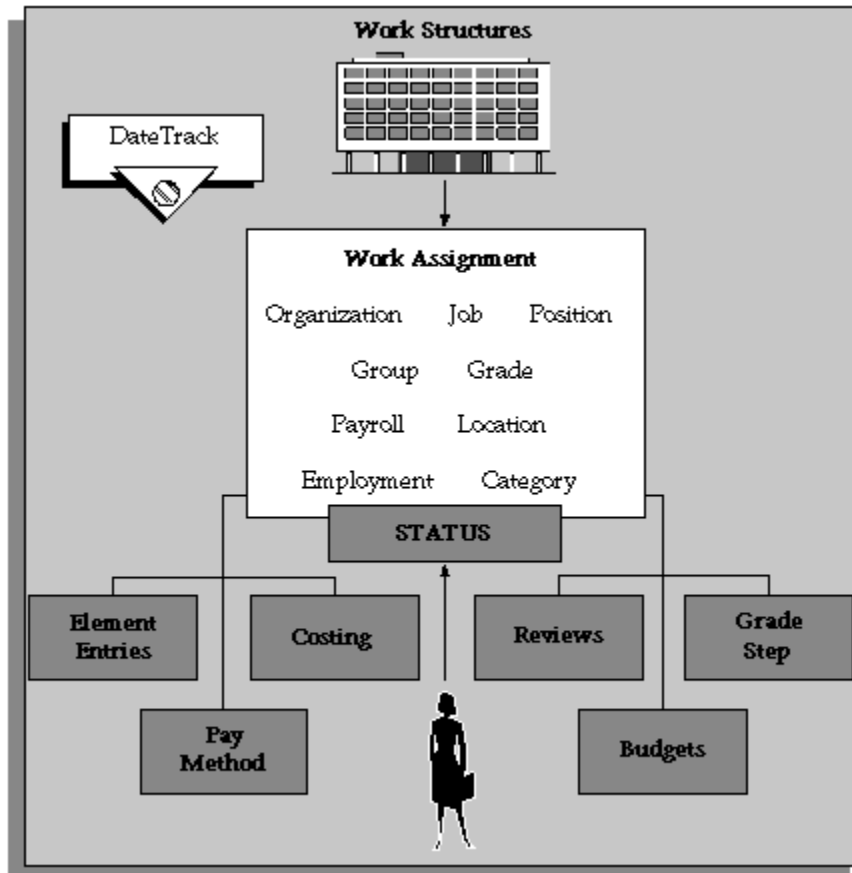 Work Structures
DateTrack
Work Assignment
Organization Job Position
Group Grade
Payroll Location
Employment Category
STATUS
Element
Entries
Costing
Reviews
Grade
Step
Pay
Method
Budgets